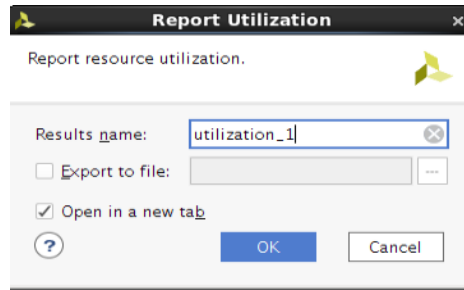 Report Utilization
Report resource utilization.
Results name: utilization_1
Export to file: ...
Open in a new tab
? OK Cancel